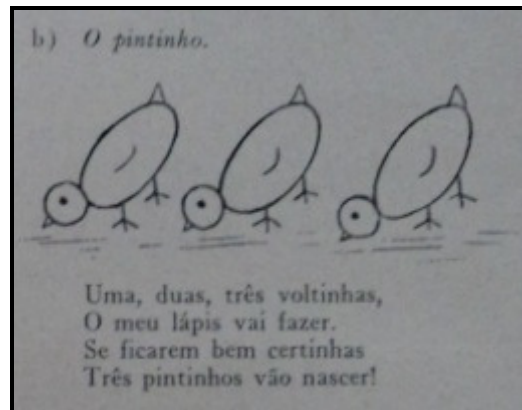 b) O pintinho.
Uma, duas, três voltinhas,
O meu lápis vai fazer.
Se ficarem bem certinhas
Três pintinhos vão nascer!